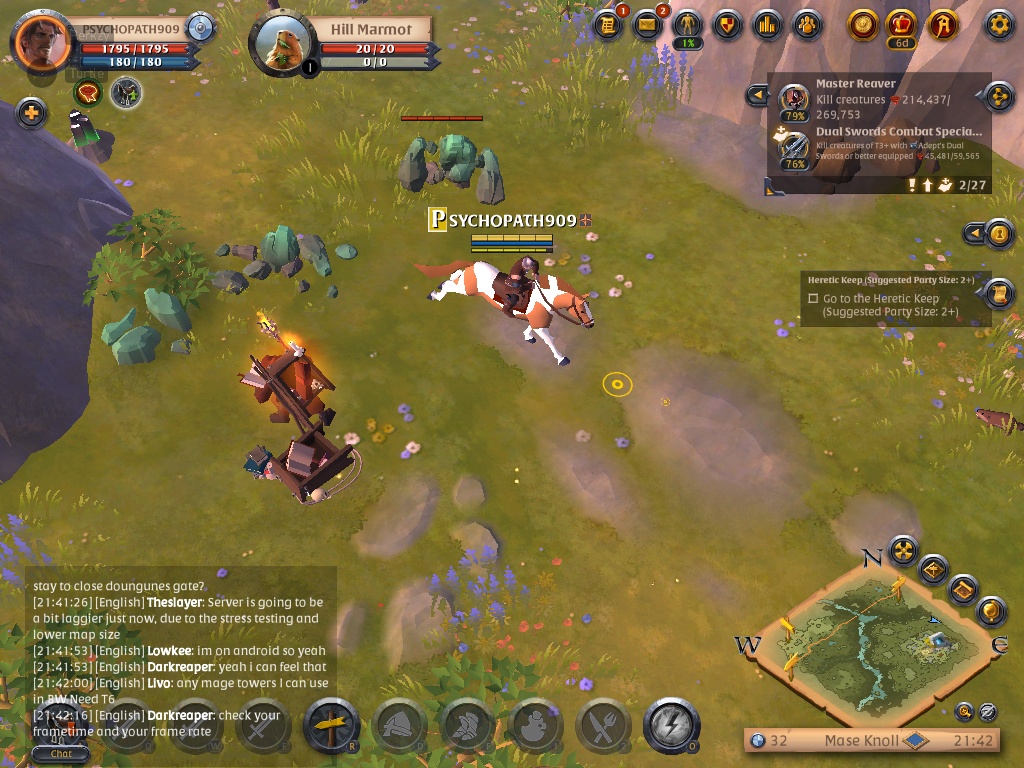 PSYCHOPATH909
1795/1795
180/180
Turtle
Hill Marmot
20/20
0/0
I
1
2
1%
6d
Master Reaver
Kill creatures 214,437/
269,753
79%
Dual Swords Combat Specia...
Kill creatures of T3+ with Adept's Dual
Swords or better equipped 45,481/59,565
76%
2/27
PSYCHOPATH909
Heretic Keep (Suggested Party Size: 2+)
Go to the Heretic Keep
(Suggested Party Size: 2+)
stay to close doungunes gate?
[21:41:26] [English] Theslayer: Server is going to be
a bit laggier just now, due to the stress testing and
lower map size
[21:41:53] [English] Lowkee: im on android so yeah
[21:41:53] [English] Darkreaper: yeah i can feel that
[21:42:00] [English] Livo: any mage towers I can use
in BW Need T6
[21:42:16] [English] Darkreaper: check your
frametime and your frame rate
Chat
R
O
N
W
E
32
Mase Knoll
21:42